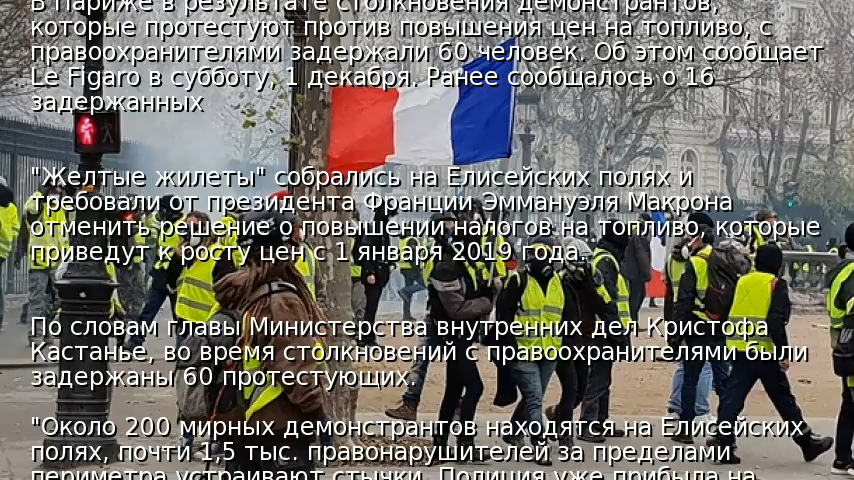 В Париже в результате столкновения демонстрантов,
которые протестуют против повышения цен на топливо, с
правоохранителями задержали 60 человек. Об этом сообщает
Le Figaro в субботу, 1 декабря. Ранее сообщалось о 16
задержанных
"Желтые жилеты" собрались на Елисейских полях и
требовали от президента Франции Эммануэля Макрона
отменить решение о повышении налогов на топливо, которые
приведут к росту цен с 1 января 2019 года.
По словам главы Министерства внутренних дел Кристофа
Кастанье, во время столкновений с правоохранителями были
задержаны 60 протестующих.
"Около 200 мирных демонстрантов находятся на Елисейских
полях, почти 1,5 тыс. правонарушителей за пределами
периметра устраивают стычки. Полиция уже прибыла на